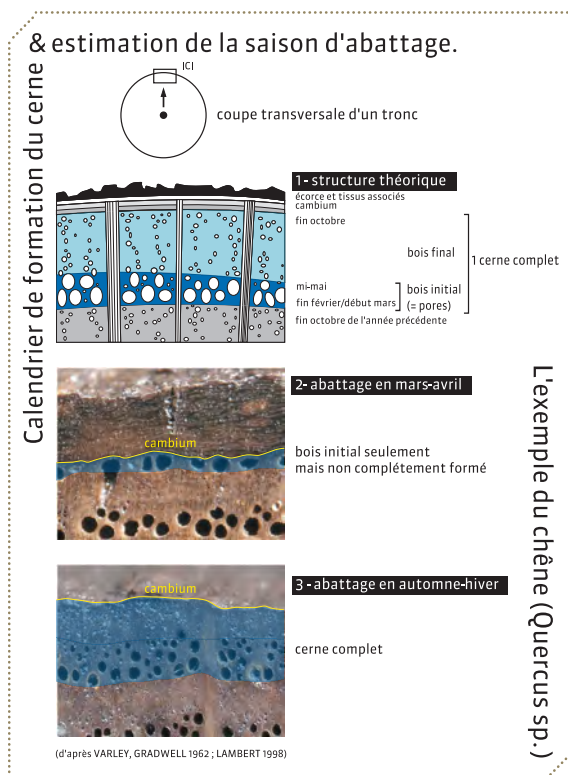 Calendrier de formation du cerne
& estimation de la saison d'abattage.
ICI
coupe transversale d'un tronc
1- structure théorique
écorce et tissus associés
cambium
fin octobre
bois final
1 cerne complet
mi-mai
bois initial
fin février/début mars
(= pores)
fin octobre de l'année précédente
2- abattage en mars-avril
cambium
bois initial seulement
mais non complétement formé
3 - abattage en automne-hiver
cambium
cerne complet
L'exemple du chêne (Quercus sp.)
(d'après VARLEY, GRADWELL 1962 ; LAMBERT 1998)